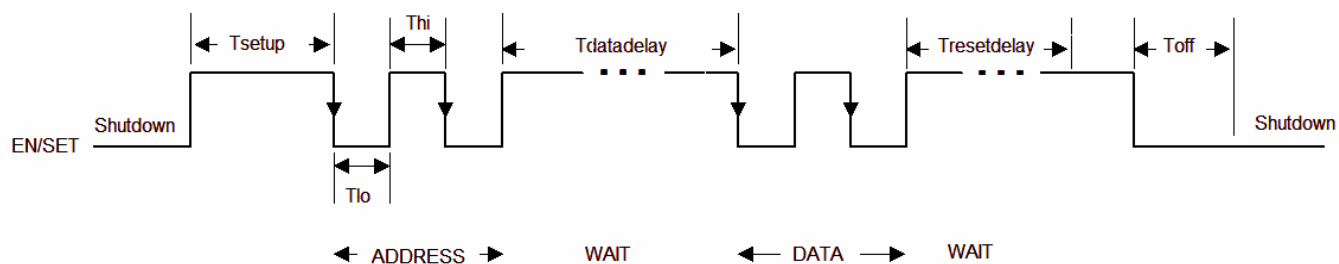 Thi
Tsetup
Tdatadelay
Tresetdelay
Toff
Shutdown
Shutdown
EN/SET
Tlo
ADDRESS
WAIT
DATA
WAIT